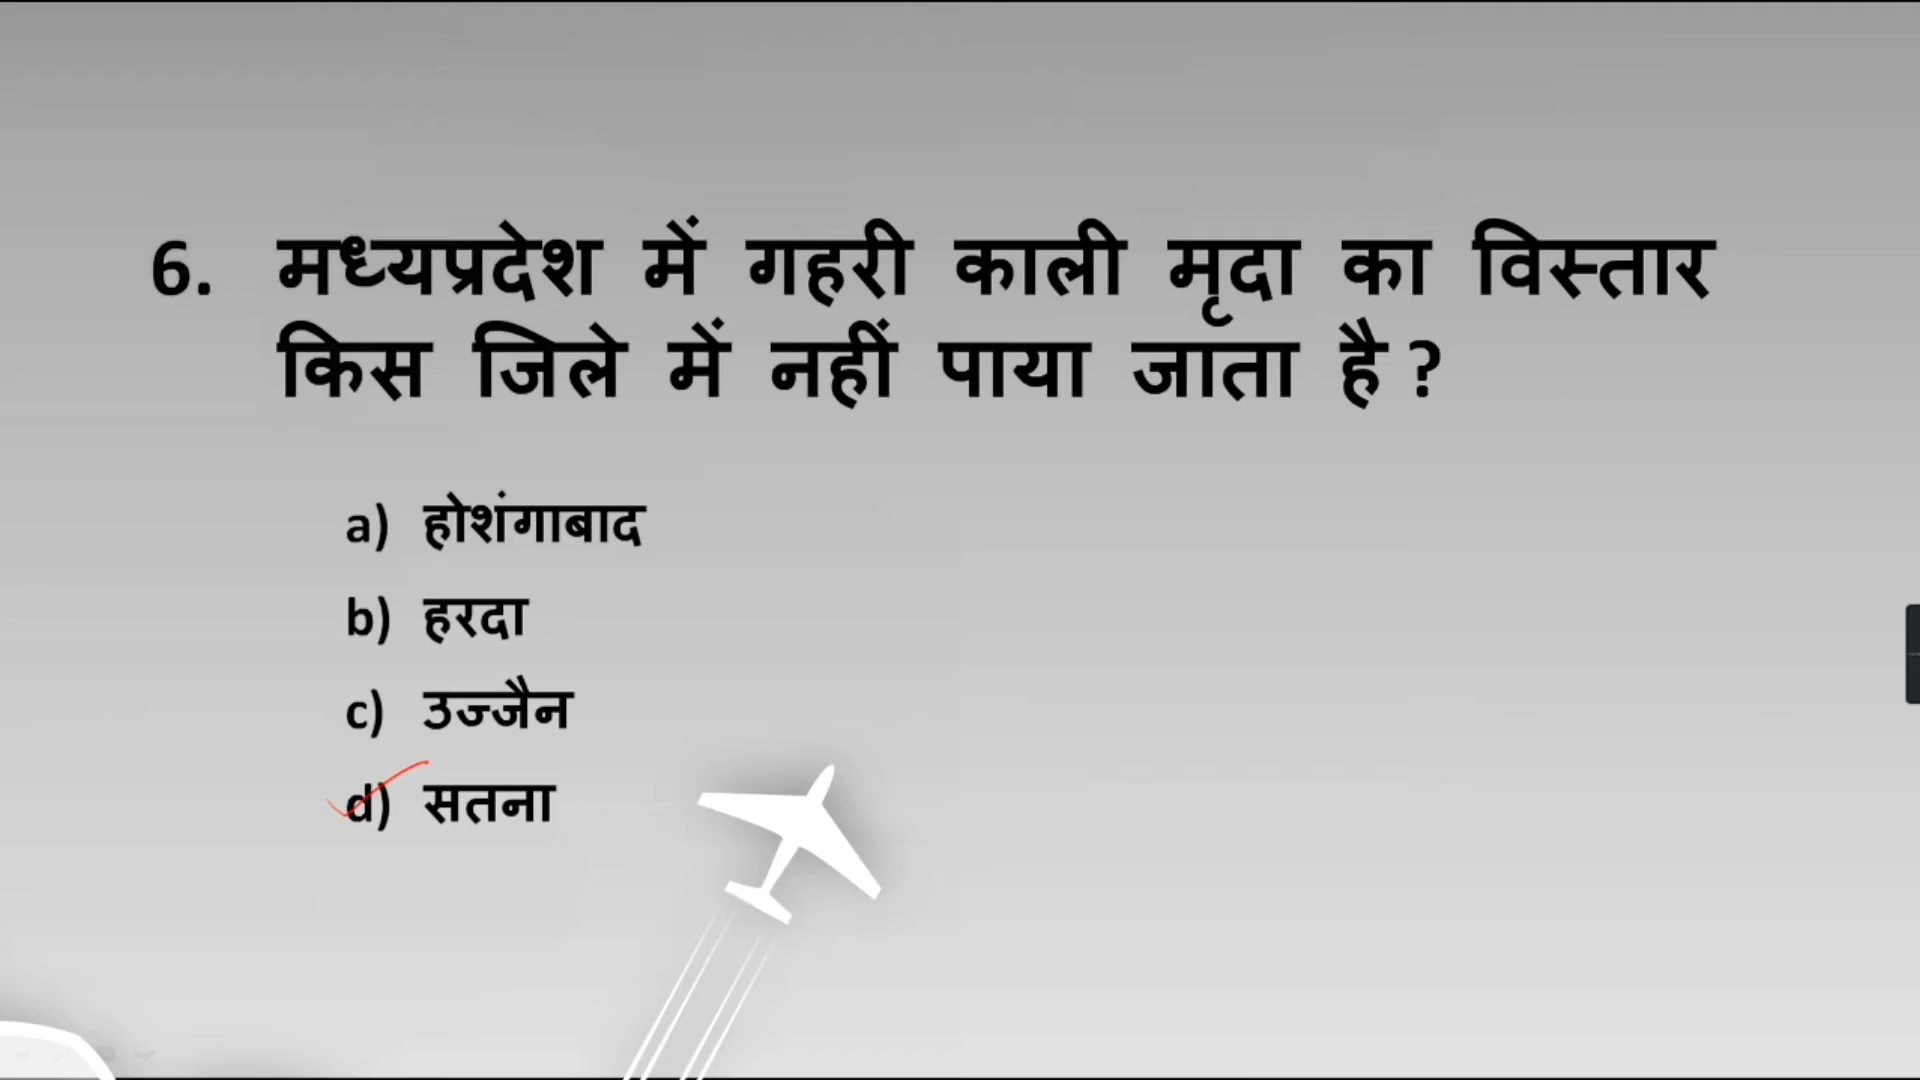 6. मध्यप्रदेश में गहरी काली मृदा का विस्तार
किस जिले में नहीं पाया जाता है ?
a) होशंगाबाद
b) हरदा
c) उज्जैन
d) सतना